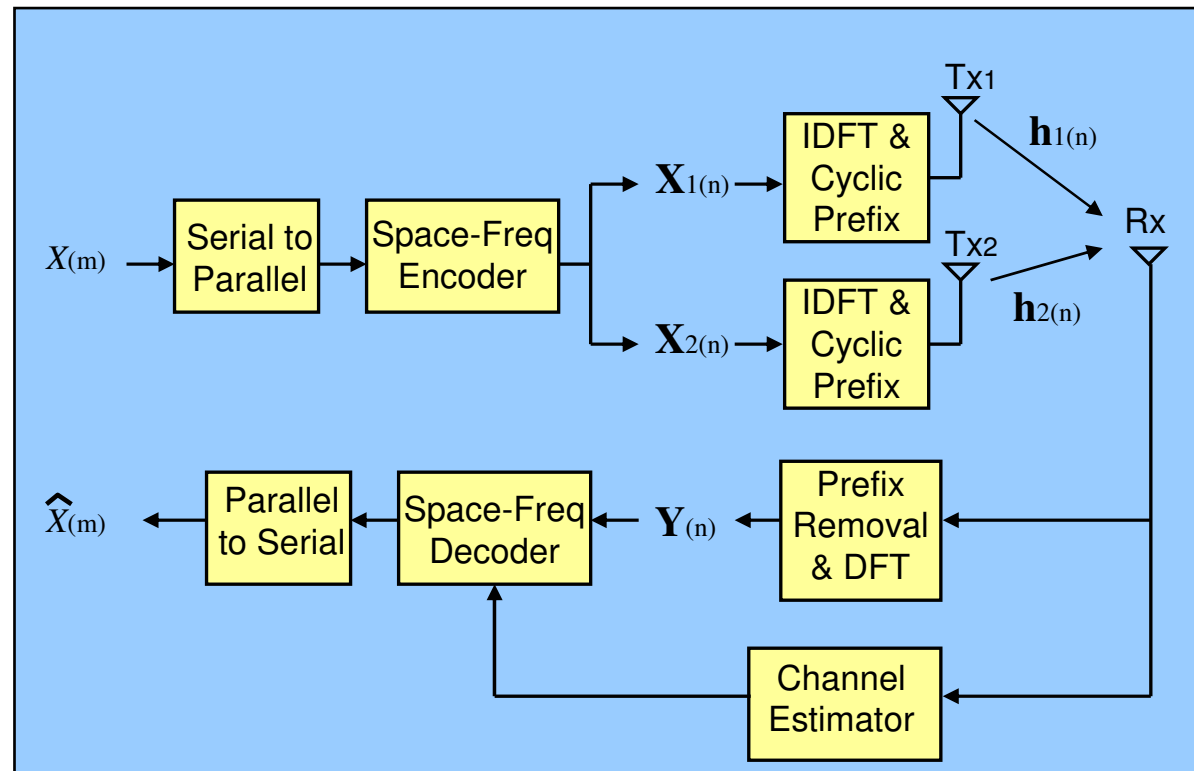 X(m)
Serial to
Parallel
Space-Freq
Encoder
X1(n)
X2(n)
IDFT &
Cyclic
Prefix
Tx1
h1(n)
IDFT &
Cyclic
Prefix
Tx2
h2(n)
Rx
X̂(m)
Parallel
to Serial
Space-Freq
Decoder
Y(n)
Prefix
Removal
& DFT
Channel
Estimator